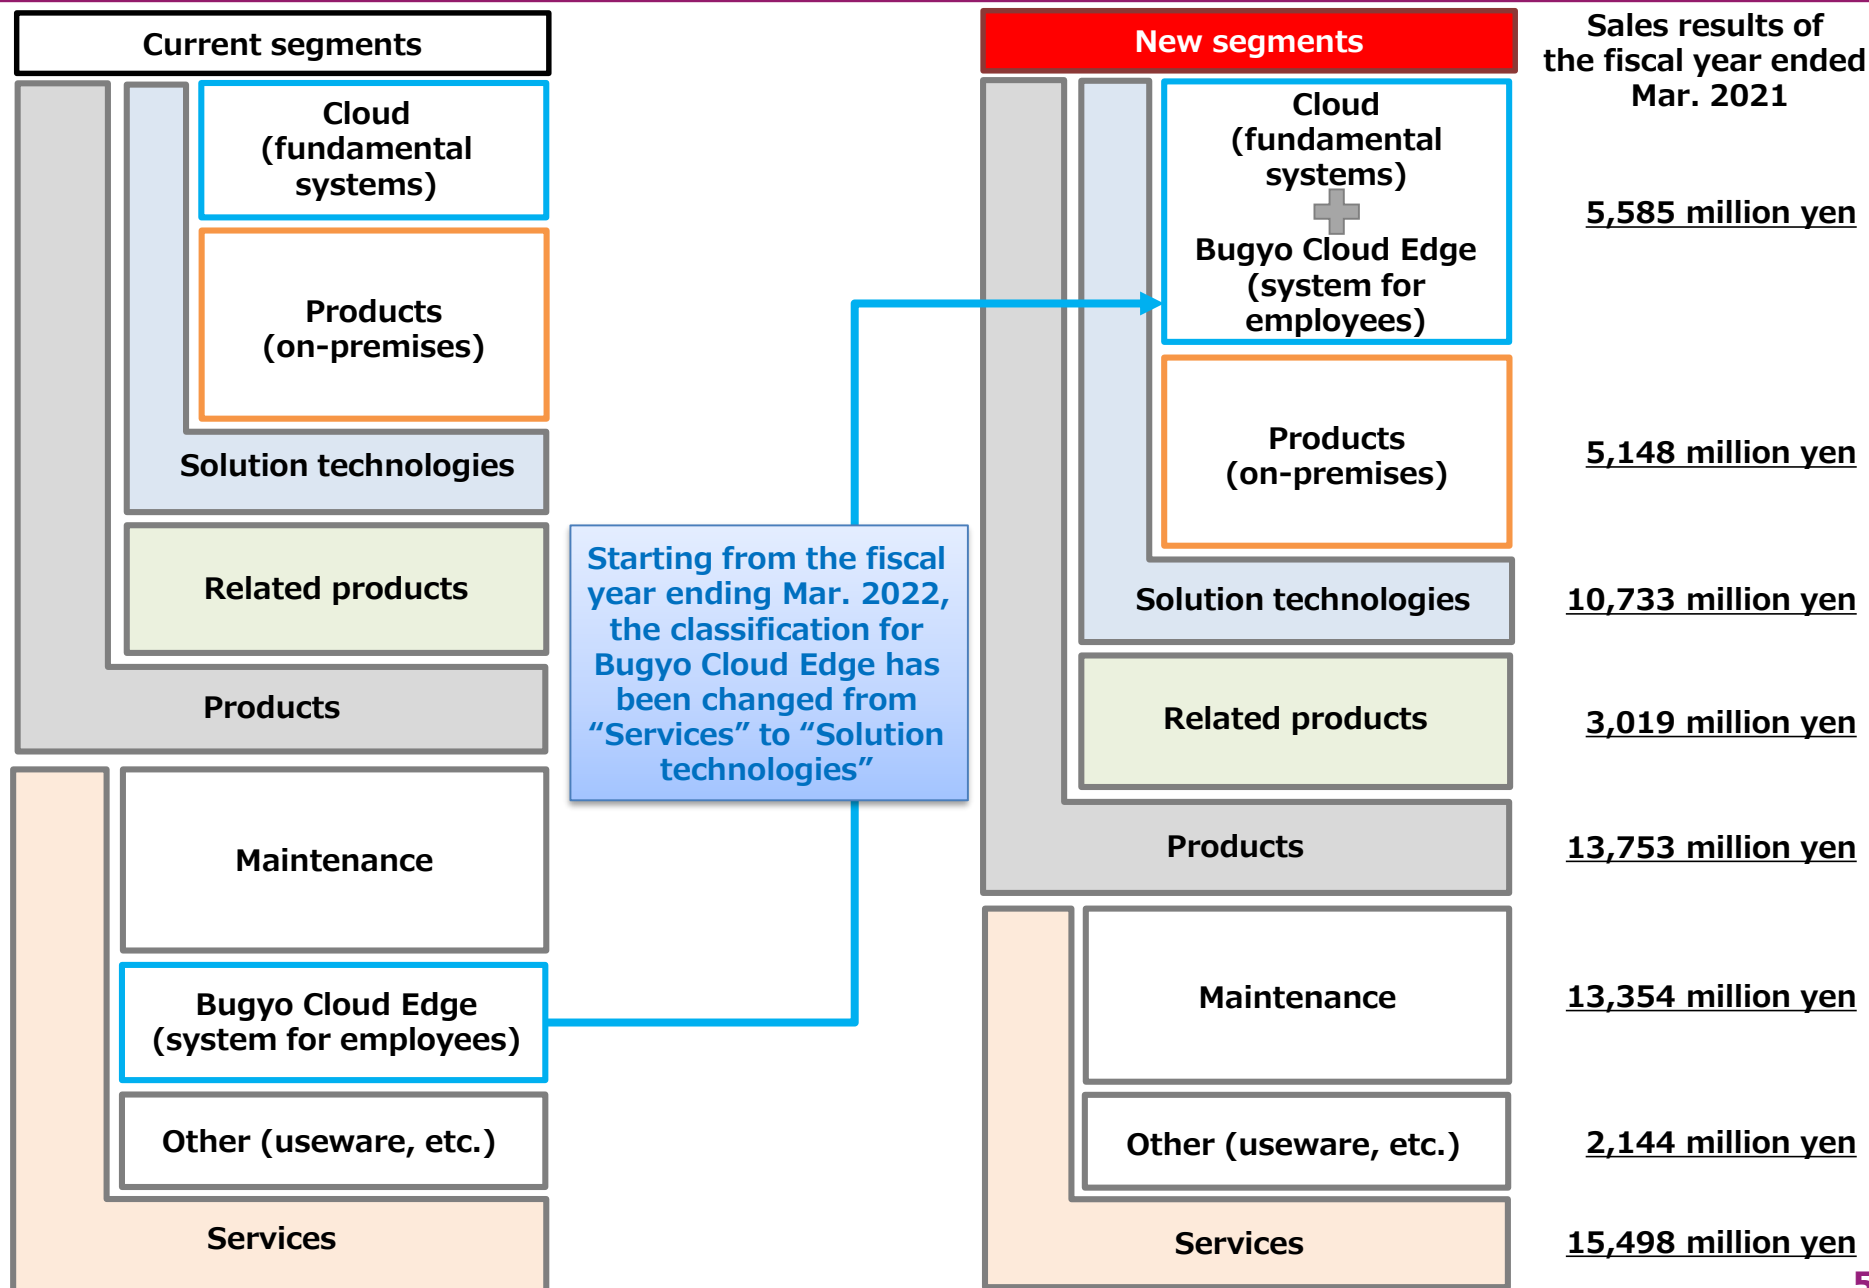 Current segments
Cloud
(fundamental
systems)
Products
(on-premises)
Solution technologies
Related products
Products
Maintenance
Bugyo Cloud Edge
(system for employees)
Other (useware, etc.)
Services
Starting from the fiscal
year ending Mar. 2022,
the classification for
Bugyo Cloud Edge has
been changed from
“Services” to “Solution
technologies”
New segments
Sales results of
the fiscal year ended
Mar. 2021
Cloud
(fundamental
systems)
Bugyo Cloud Edge
(system for
employees)
5,585 million yen
Products
(on-premises)
5,148 million yen
Solution technologies
10,733 million yen
Related products
3,019 million yen
Products
13,753 million yen
Maintenance
13,354 million yen
Other (useware, etc.)
2,144 million yen
Services
15,498 million yen